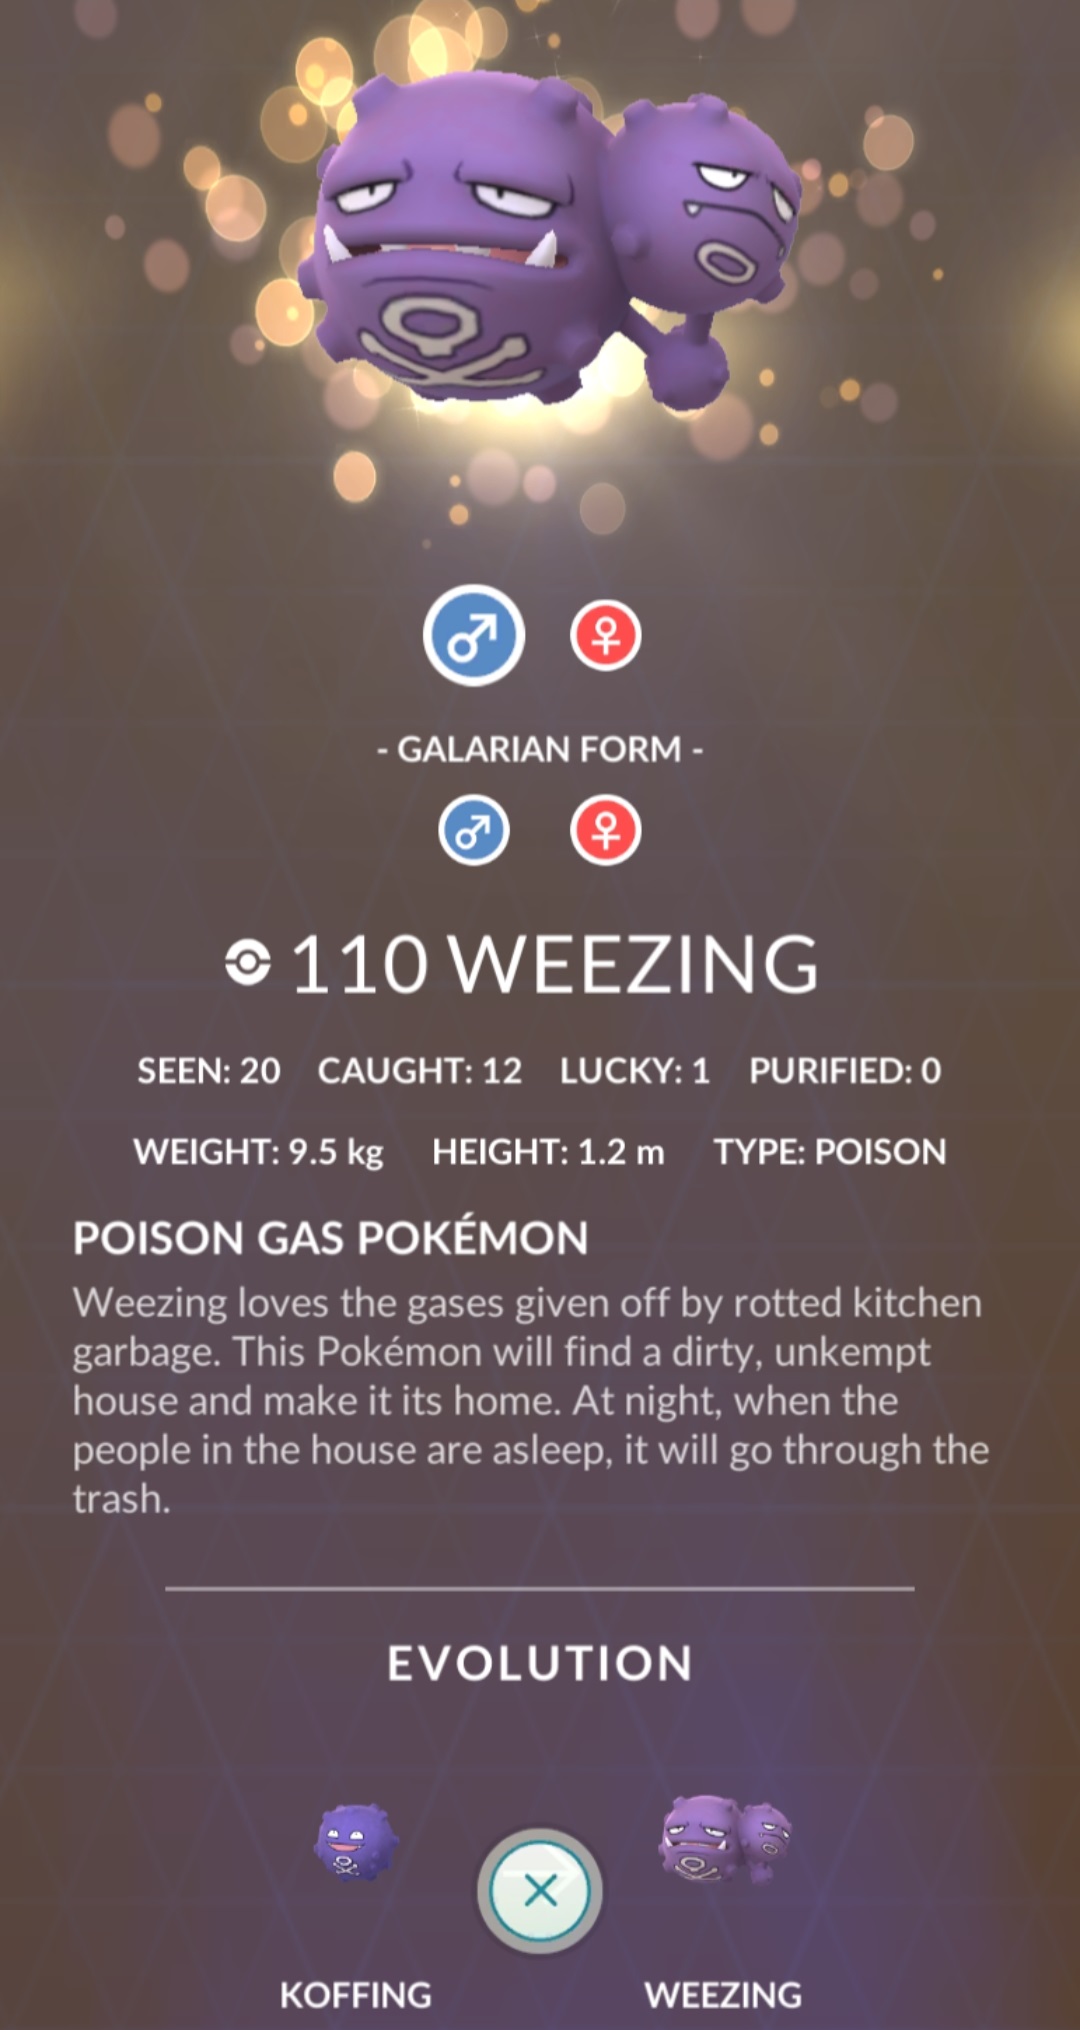 - GALARIAN FORM -
110 WEEZING
SEEN: 20 CAUGHT: 12 LUCKY: 1 PURIFIED: 0
WEIGHT: 9.5 kg HEIGHT: 1.2 m TYPE: POISON
POISON GAS POKÉMON
Weezing loves the gases given off by rotted kitchen
garbage. This Pokémon will find a dirty, unkempt
house and make it its home. At night, when the
people in the house are asleep, it will go through the
trash.
EVOLUTION
KOFFING WEEZING